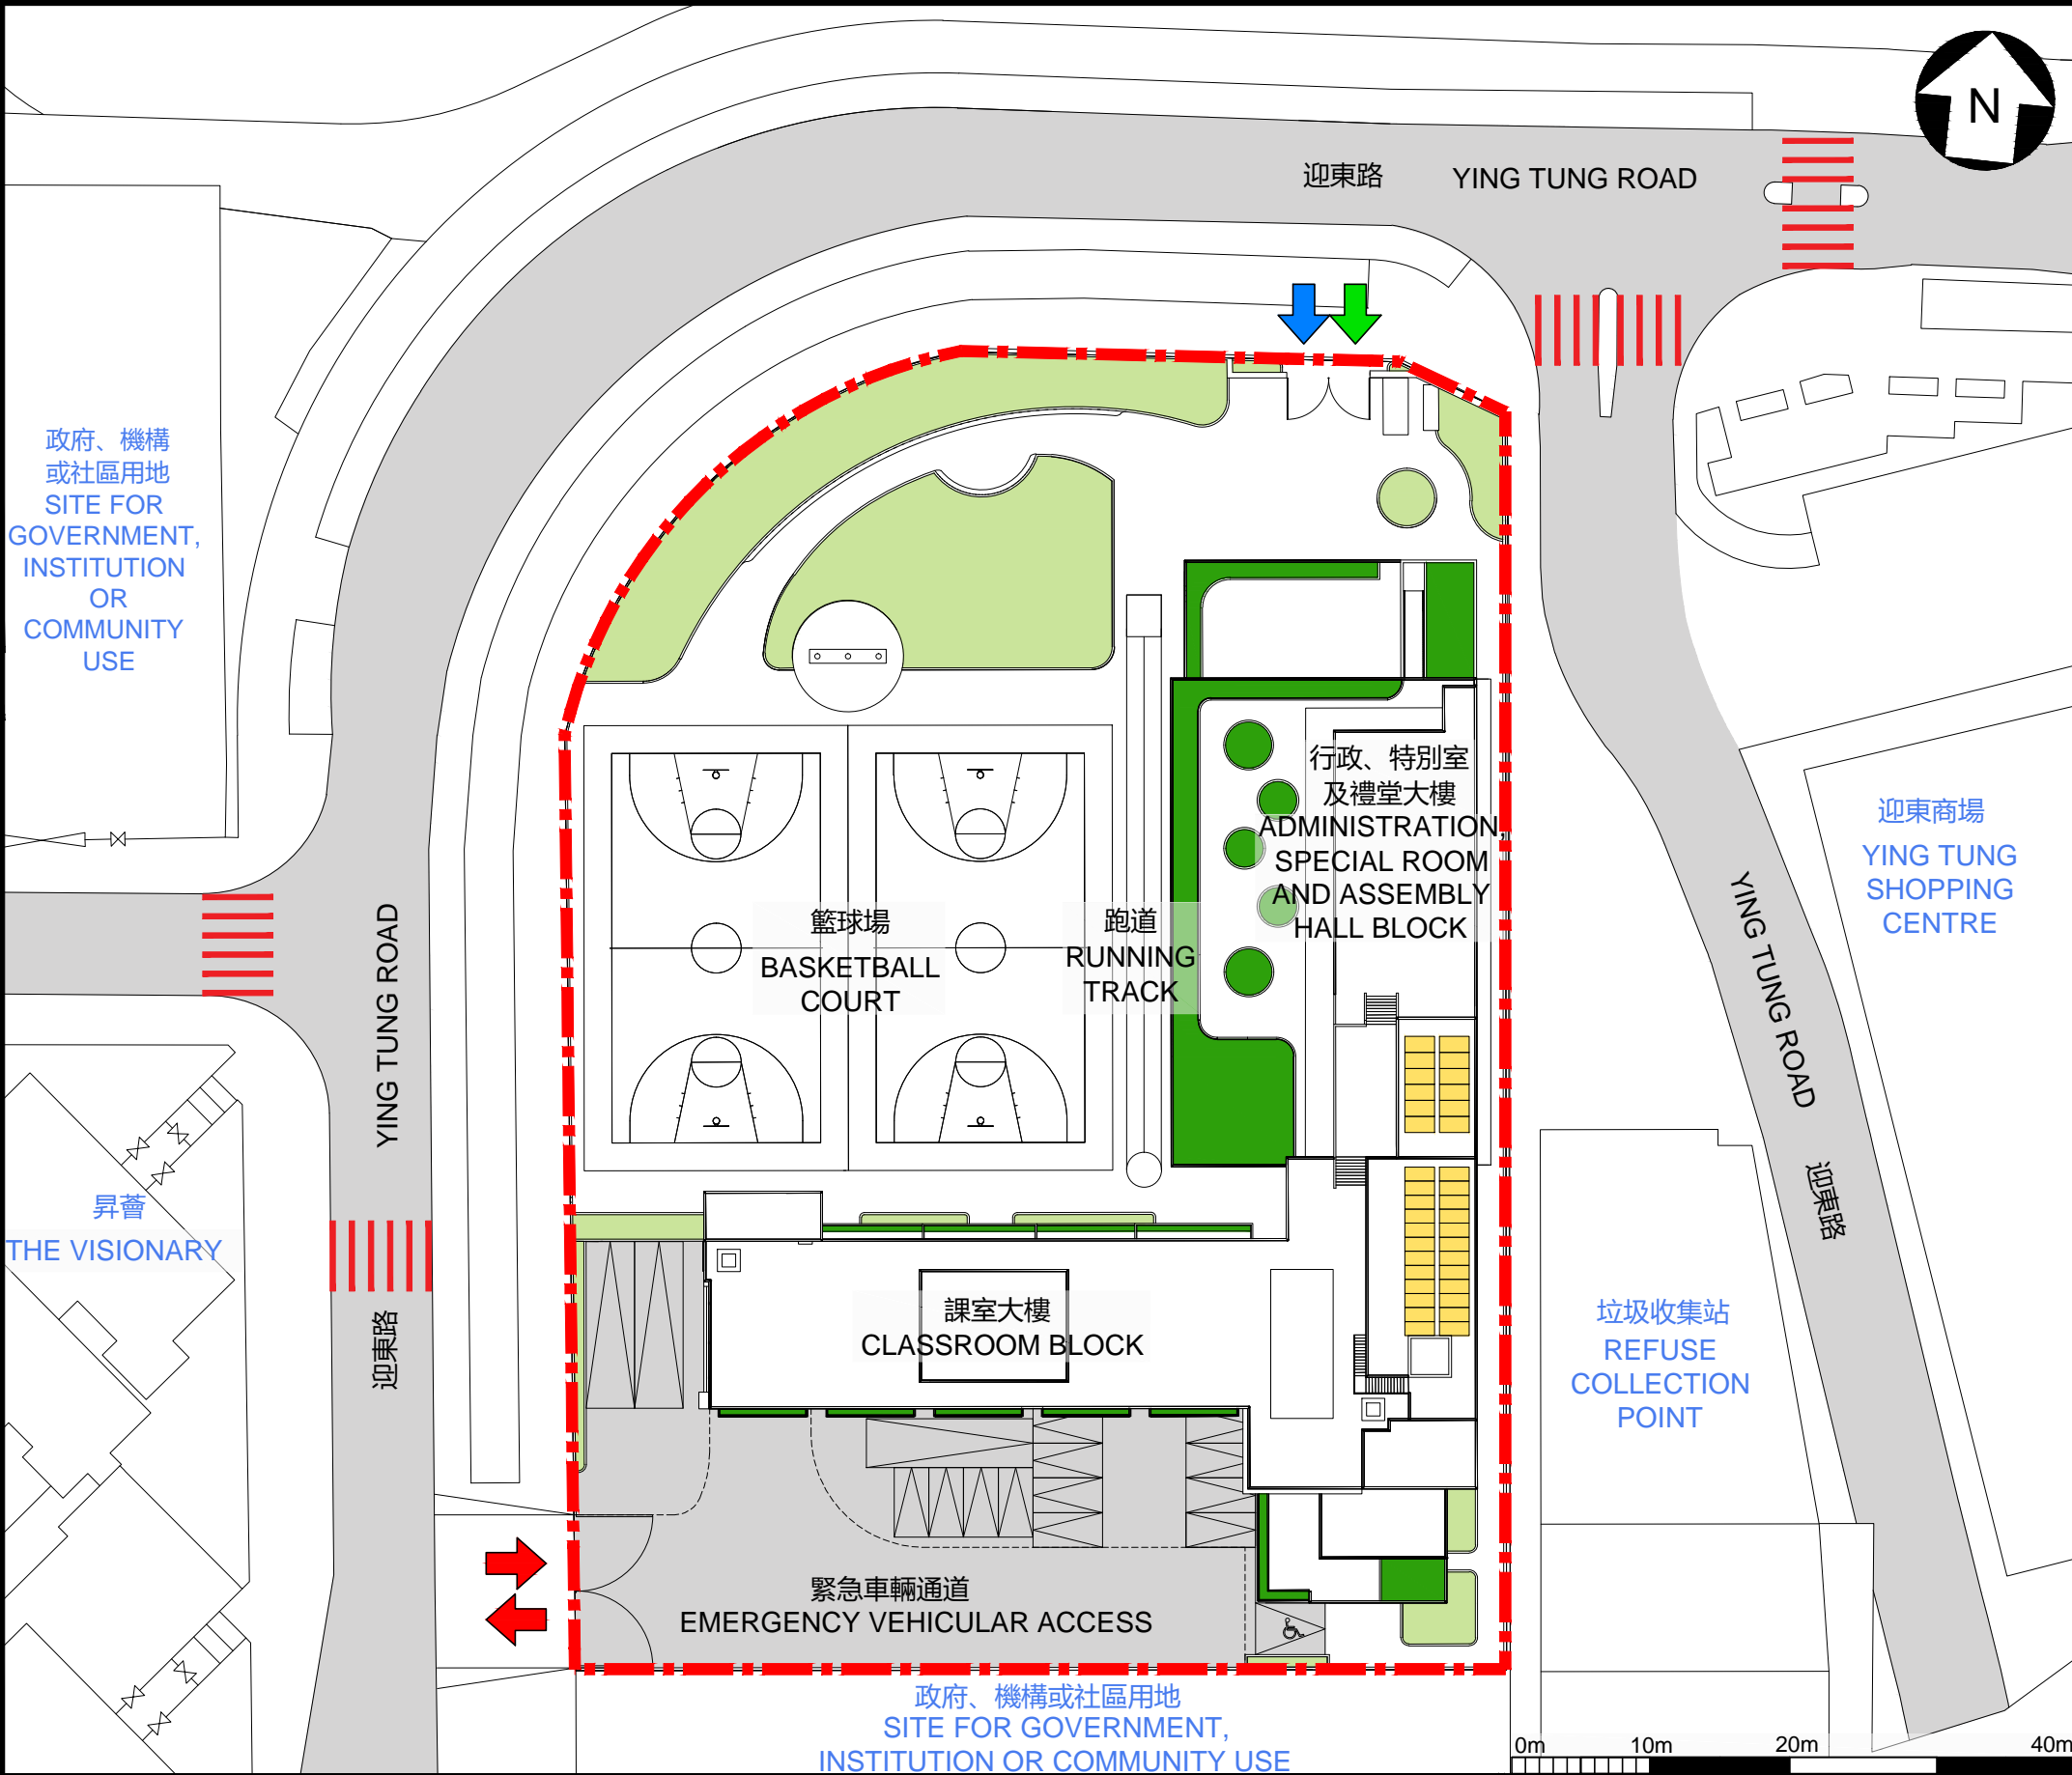 N
迎東路 YING TUNG ROAD
政府、機構
或社區用地
SITE FOR
GOVERNMENT,
INSTITUTION
OR
COMMUNITY
USE
行政、特別室
及禮堂大樓
ADMINISTRATION,
SPECIAL ROOM
AND ASSEMBLY
HALL BLOCK
迎東商場
YING TUNG
SHOPPING
CENTRE
籃球場
BASKETBALL
COURT
跑道
RUNNING
TRACK
YING TUNG ROAD
迎東路
YING TUNG ROAD
迎東路
昇薈
THE VISIONARY
課室大樓
CLASSROOM BLOCK
垃圾收集站
REFUSE
COLLECTION
POINT
緊急車輛通道
EMERGENCY VEHICULAR ACCESS
政府、機構或社區用地
SITE FOR GOVERNMENT,
INSTITUTION OR COMMUNITY USE
0m 10m 20m 40m